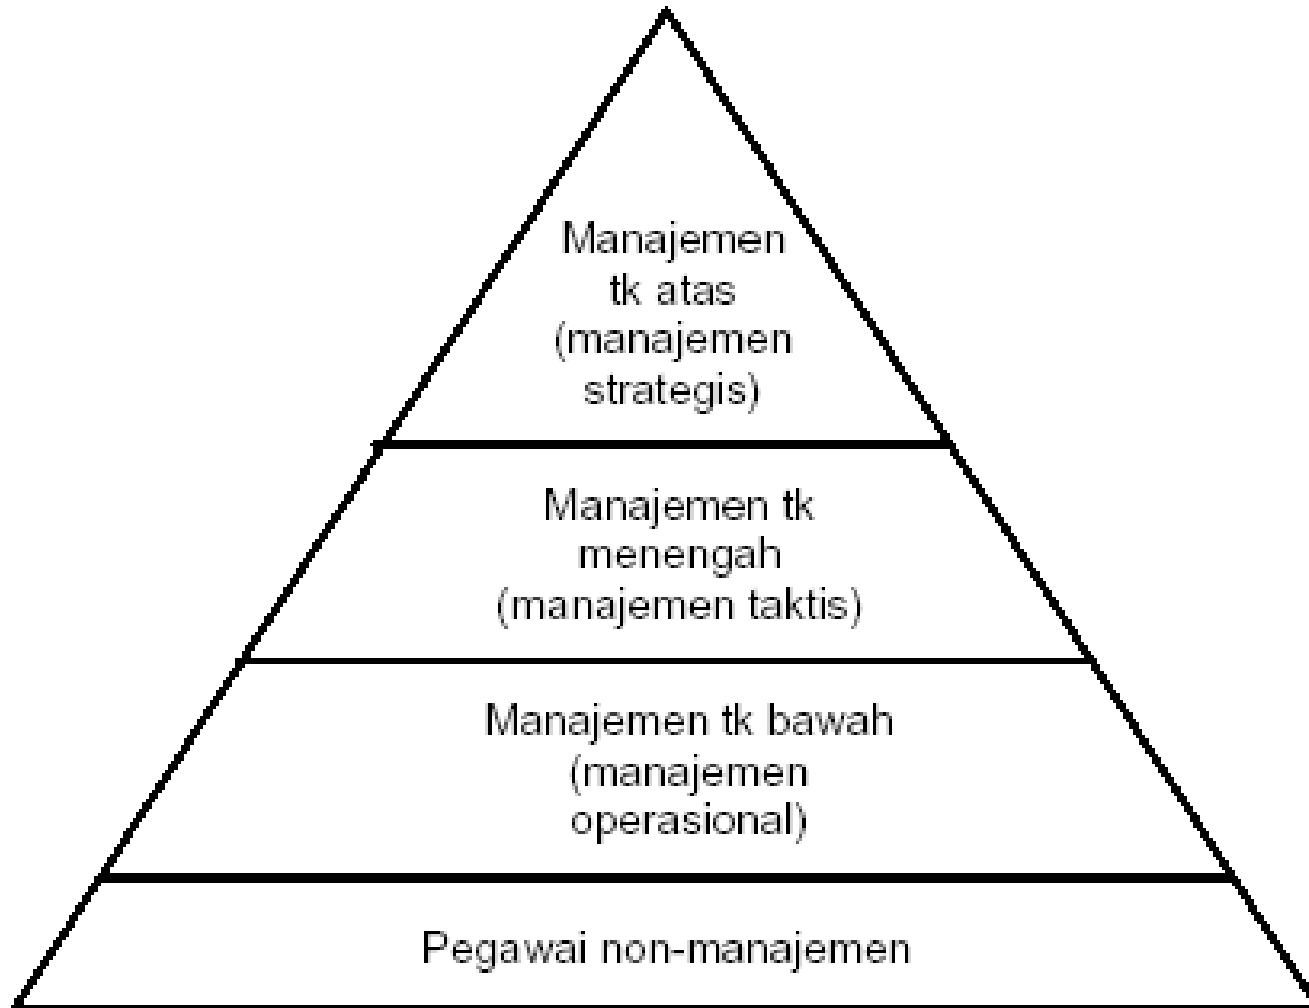 Manajemen
tk atas
(manajemen
strategis)
Manajemen tk
menengah
(manajemen taktis)
Manajemen tk bawah
(manajemen
operasional)
Pegawai non-manajemen